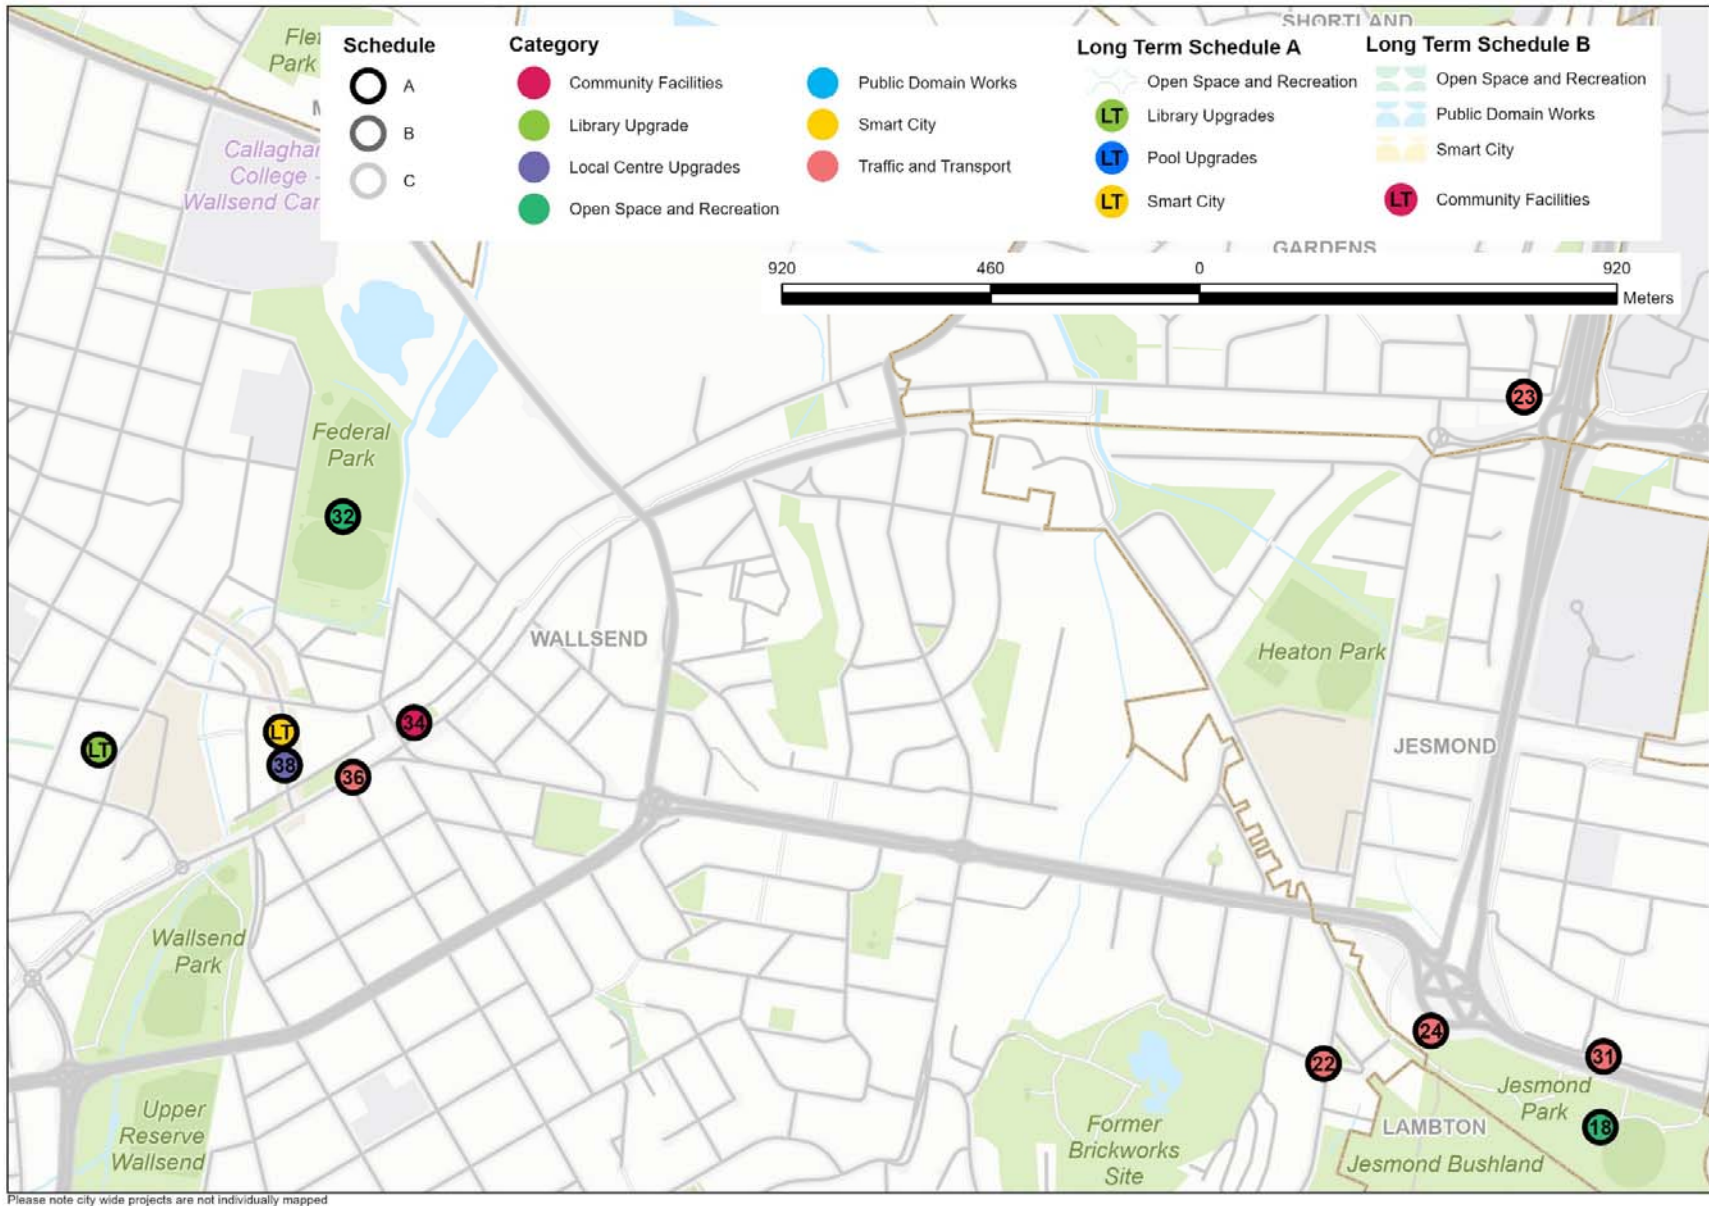 SHORTLAND
Schedule
A
B
C
Category
Community Facilities
Library Upgrade
Local Centre Upgrades
Open Space and Recreation
Public Domain Works
Smart City
Traffic and Transport
Long Term Schedule A
Open Space and Recreation
LT Library Upgrades
LT Pool Upgrades
LT Smart City
Long Term Schedule B
Open Space and Recreation
Public Domain Works
Smart City
LT Community Facilities
Park
College -
GARDENS
920 460 0 920
Meters
23
Federal
Park
32
WALLSEND
Heaton Park
JESMOND
34
LT
LT
38
36
Wallsend
Park
Upper
Reserve
Wallsend
24
22
31
Jesmond
Park
18
LAMBTON
Jesmond Bushland
Former
Brickworks
Site
Please note city wide projects are not individually mapped